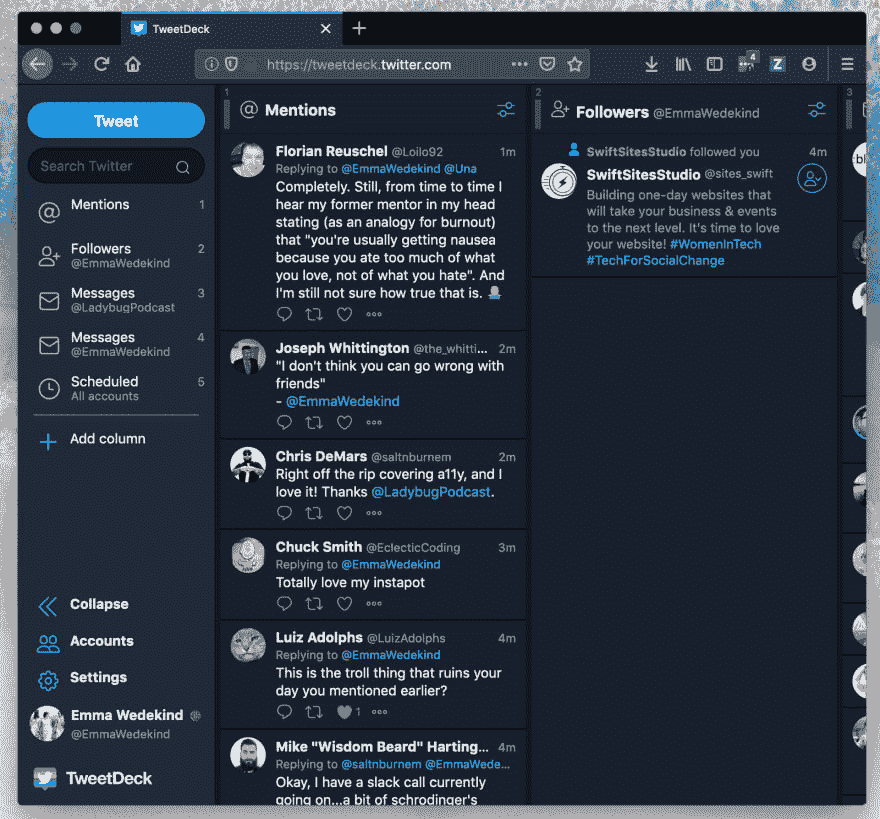 TweetDeck
https://tweetdeck.twitter.com
4
Z
Tweet
Search Twitter
Mentions 1
Followers 2
@EmmaWedekind
Messages 3
@LadybugPodcast
Messages 4
@EmmaWedekind
Scheduled 5
All accounts
Add column
Collapse
Accounts
Settings
Emma Wedekind
@EmmaWedekind
TweetDeck
1
@ Mentions
Florian Reuschel @Loilo92 1m
Replying to @EmmaWedekind @Una
Completely. Still, from time to time I
hear my former mentor in my head
stating (as an analogy for burnout)
that "you're usually getting nausea
because you ate too much of what
you love, not of what you hate". And
I'm still not sure how true that is.
Joseph Whittington @the_whitti... 2m
"I don't think you can go wrong with
friends"
- @EmmaWedekind
Chris DeMars @saltnburnem 2m
Right off the rip covering a11y, and I
love it! Thanks @LadybugPodcast.
Chuck Smith @EclecticCoding 3m
Replying to @EmmaWedekind
Totally love my instapot
Luiz Adolphs @LuizAdolphs 4m
Replying to @EmmaWedekind
This is the troll thing that ruins your
day you mentioned earlier?
1
Mike "Wisdom Beard" Harting... 4m
Replying to @saltnburnem @EmmaWede...
Okay, I have a slack call currently
going on...a bit of schrodinger's
2
Followers @EmmaWedekind
SwiftSitesStudio followed you 4m
SwiftSitesStudio @sites_swift
Building one-day websites that
will take your business & events
to the next level. It's time to love
your website! #WomenInTech
#TechForSocialChange
3